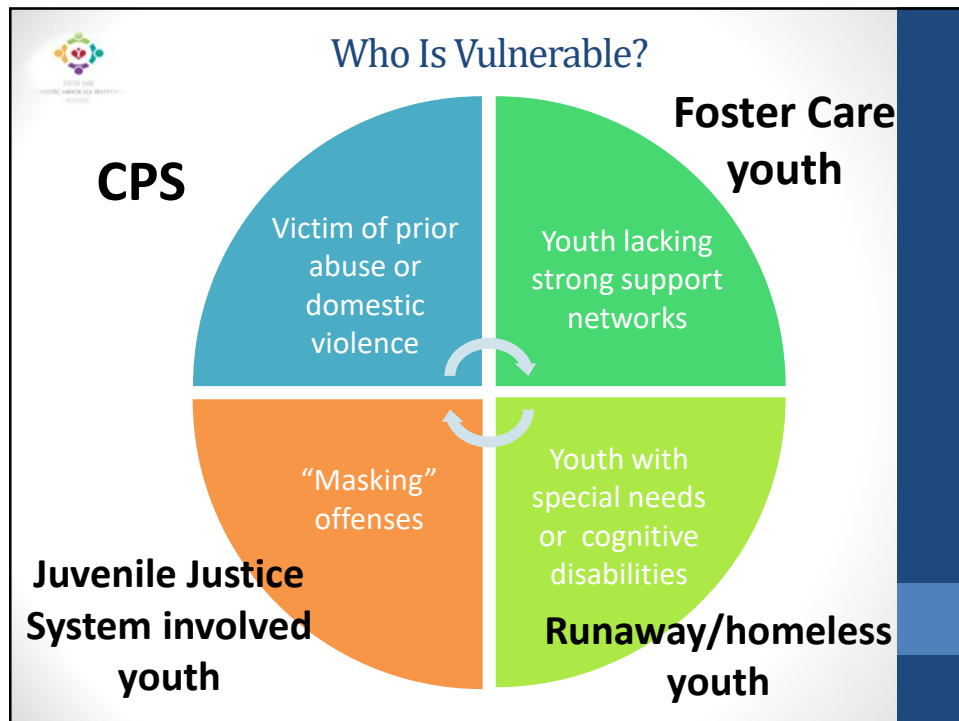 Who Is Vulnerable?
CPS
Foster Care
youth
Victim of prior
abuse or
domestic
violence
Youth lacking
strong support
networks
“Masking”
offenses
Youth with
special needs
or cognitive
disabilities
Juvenile Justice
System involved
youth
Runaway/homeless
youth